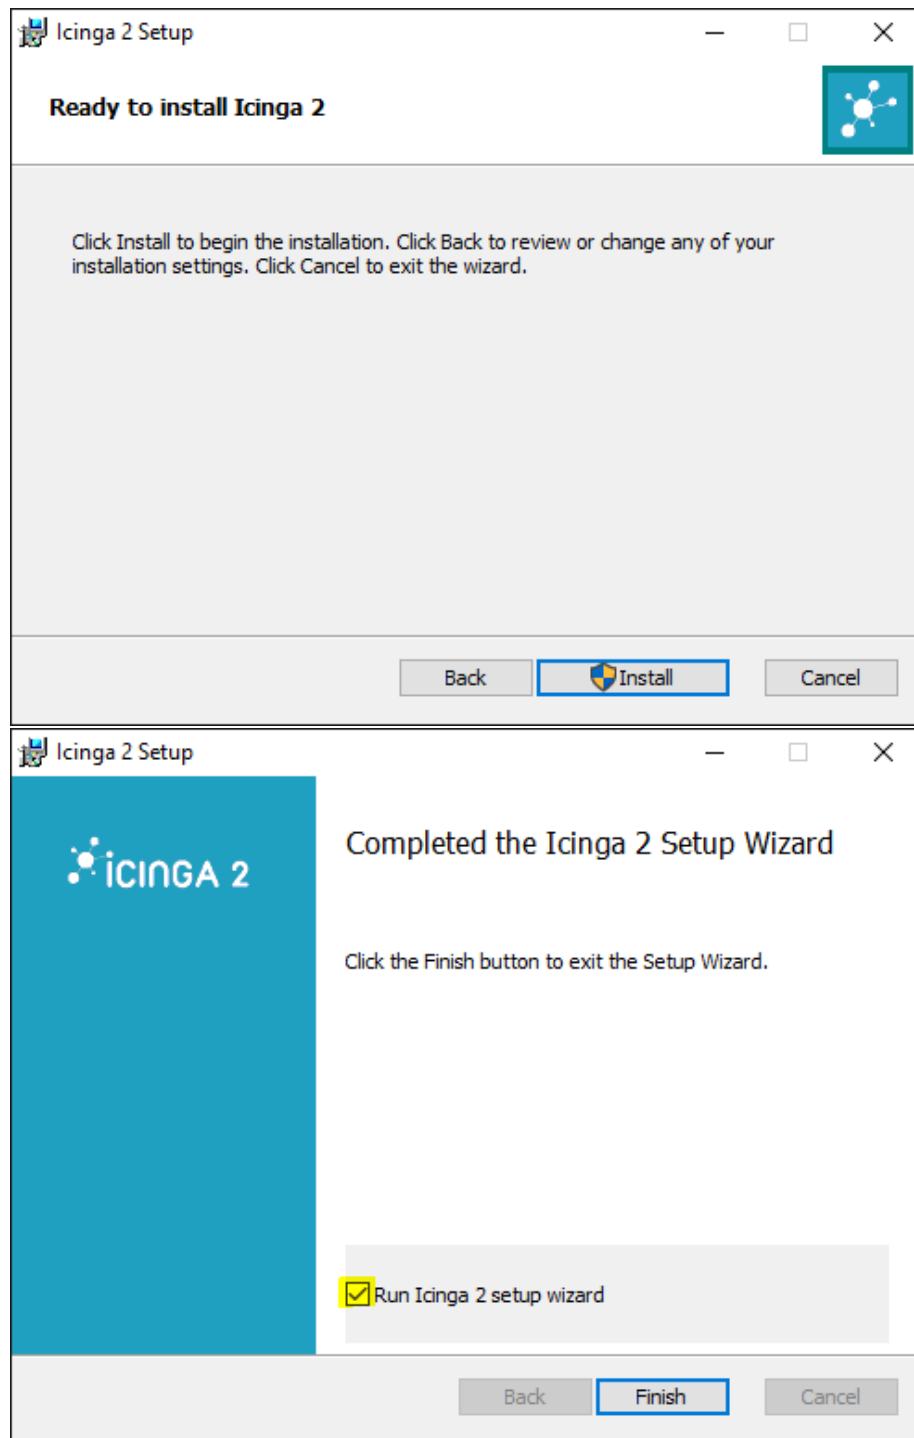 Icinga 2 Setup
Ready to install Icinga 2
Click Install to begin the installation. Click Back to review or change any of your
installation settings. Click Cancel to exit the wizard.
Back
Install
Cancel
Icinga 2 Setup
iCINGA 2
Completed the Icinga 2 Setup Wizard
Click the Finish button to exit the Setup Wizard.
Run Icinga 2 setup wizard
Back
Finish
Cancel